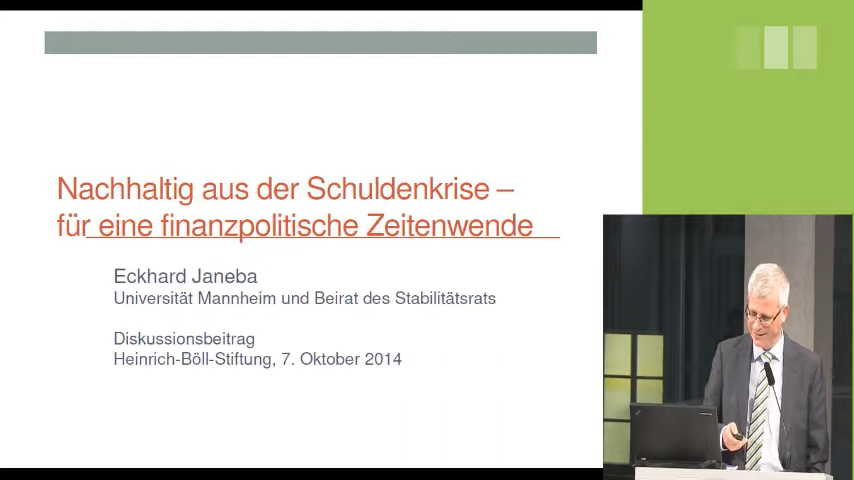 Nachhaltig aus der Schuldenkrise –
für eine finanzpolitische Zeitenwende
Eckhard Janeba
Universität Mannheim und Beirat des Stabilitätsrats
Diskussionsbeitrag
Heinrich-Böll-Stiftung, 7. Oktober 2014